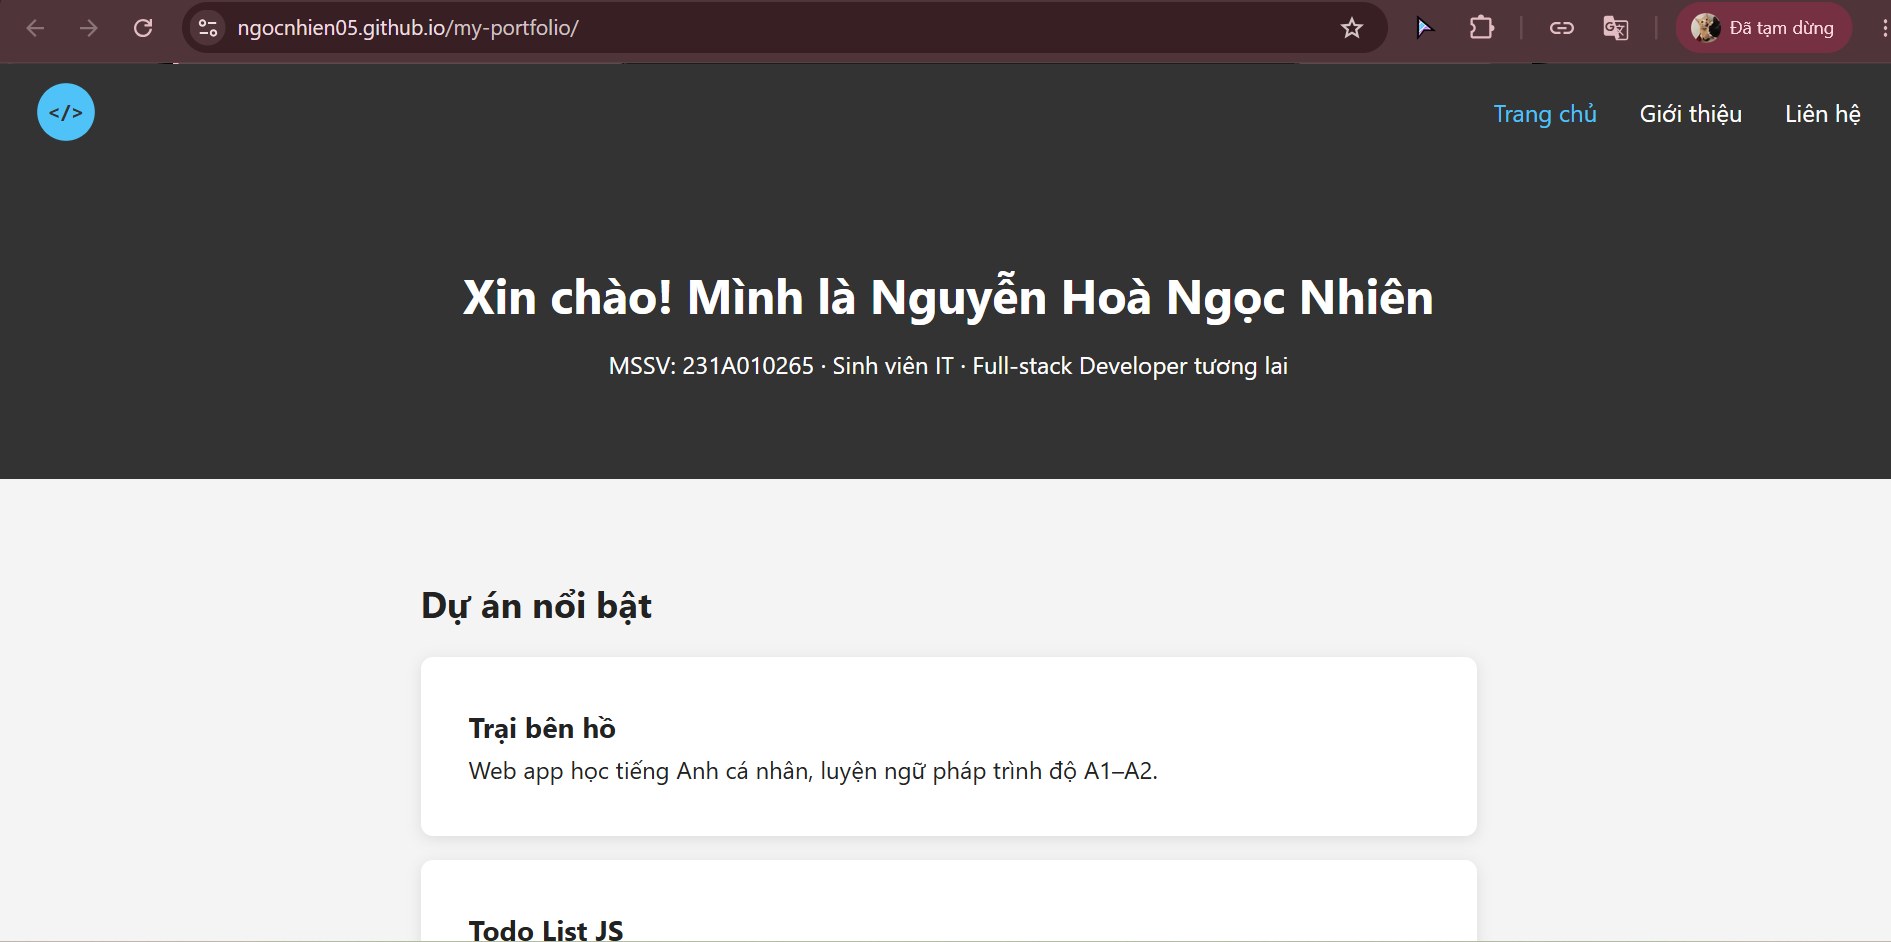 ngocnhien05.github.io/my-portfolio/
Đã tạm dừng
</>
Trang chủ
Giới thiệu
Liên hệ
Xin chào! Mình là Nguyễn Hoà Ngọc Nhiên
MSSV: 231A010265 · Sinh viên IT · Full-stack Developer tương lai
Dự án nổi bật
Trại bên hồ
Web app học tiếng Anh cá nhân, luyện ngữ pháp trình độ A1–A2.
Todo List JS